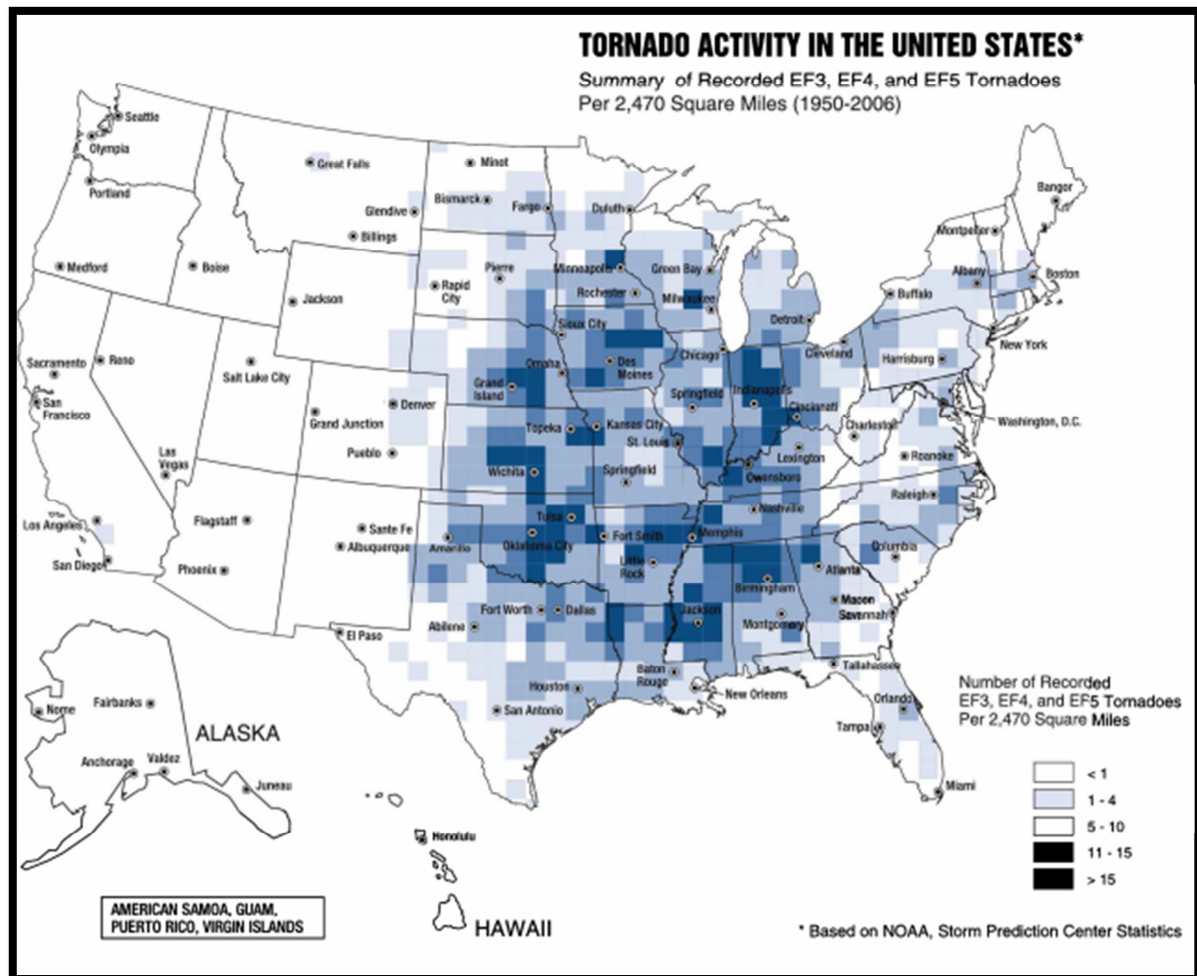 TORNADO ACTIVITY IN THE UNITED STATES*
Summary of Recorded EF3, EF4, and EF5 Tornadoes
Per 2,470 Square Miles (1950-2006)
Seattle
Olympia
Portland
Medford
Great Falls
Glendive
Billings
Boise
Jackson
Minot
Bismarck
Fargo
Duluth
Pierre
Rapid
City
Minneapolis
Rochester
Green Bay
Milwaukee
Sioux City
Detroit
Buffalo
Albany
Montpelier
Bangor
Boston
New York
Sacramento
Reno
San
Francisco
Salt Lake City
Grand Junction
Denver
Pueblo
Las
Vegas
Grand
Island
Omaha
Des
Moines
Chicago
Cleveland
Harrisburg
Springfield
Indianapolis
Cincinnati
Washington, D.C.
Topeka
Kansas City
St. Louis
Charleston
Lexington
Roanoke
Wichita
Springfield
Owensboro
Raleigh
Nashville
Los Angeles
San Diego
Flagstaff
Phoenix
Sante Fe
Albuquerque
Amarillo
Tulsa
Oklahoma City
Fort Smith
Memphis
Little
Rock
Columbia
Atlanta
Birmingham
Macon
Savannah
El Paso
Abilene
Fort Worth
Dallas
Jackson
Montgomery
Tallahassee
Baton
Rouge
New Orleans
Houston
San Antonio
Orlando
Tampa
Miami
Fairbanks
Nome
ALASKA
Anchorage
Valdez
Juneau
Honolulu
HAWAII
AMERICAN SAMOA, GUAM,
PUERTO RICO, VIRGIN ISLANDS
Number of Recorded
EF3, EF4, and EF5 Tornadoes
Per 2,470 Square Miles
< 1
1 - 4
5 - 10
11 - 15
> 15
* Based on NOAA, Storm Prediction Center Statistics